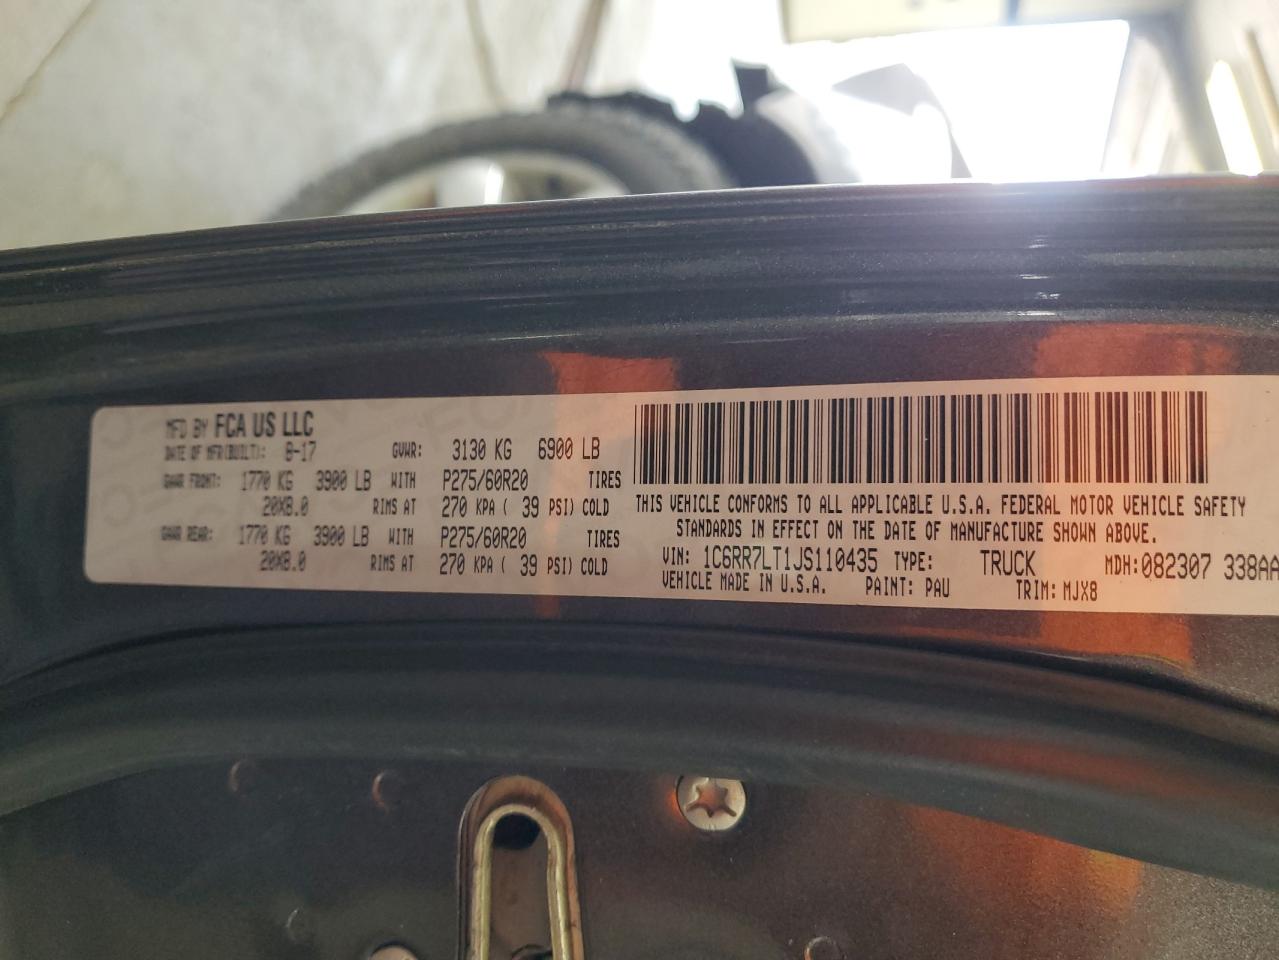 MFD BY FCA US LLC
DATE OF MFR(BUILT): 8-17 GVWR: 3130 KG 6900 LB
GAWR FRONT: 1770 KG 3900 LB WITH P275/60R20 TIRES
20X8.0 RIMS AT 270 KPA ( 39 PSI) COLD
GAWR REAR: 1770 KG 3900 LB WITH P275/60R20 TIRES
20X8.0 RIMS AT 270 KPA ( 39 PSI) COLD
THIS VEHICLE CONFORMS TO ALL APPLICABLE U.S.A. FEDERAL MOTOR VEHICLE SAFETY
STANDARDS IN EFFECT ON THE DATE OF MANUFACTURE SHOWN ABOVE.
VIN: 1C6RR7LT1JS110435 TYPE: TRUCK MDH:082307 338AA
VEHICLE MADE IN U.S.A. PAINT: PAU TRIM: MJX8